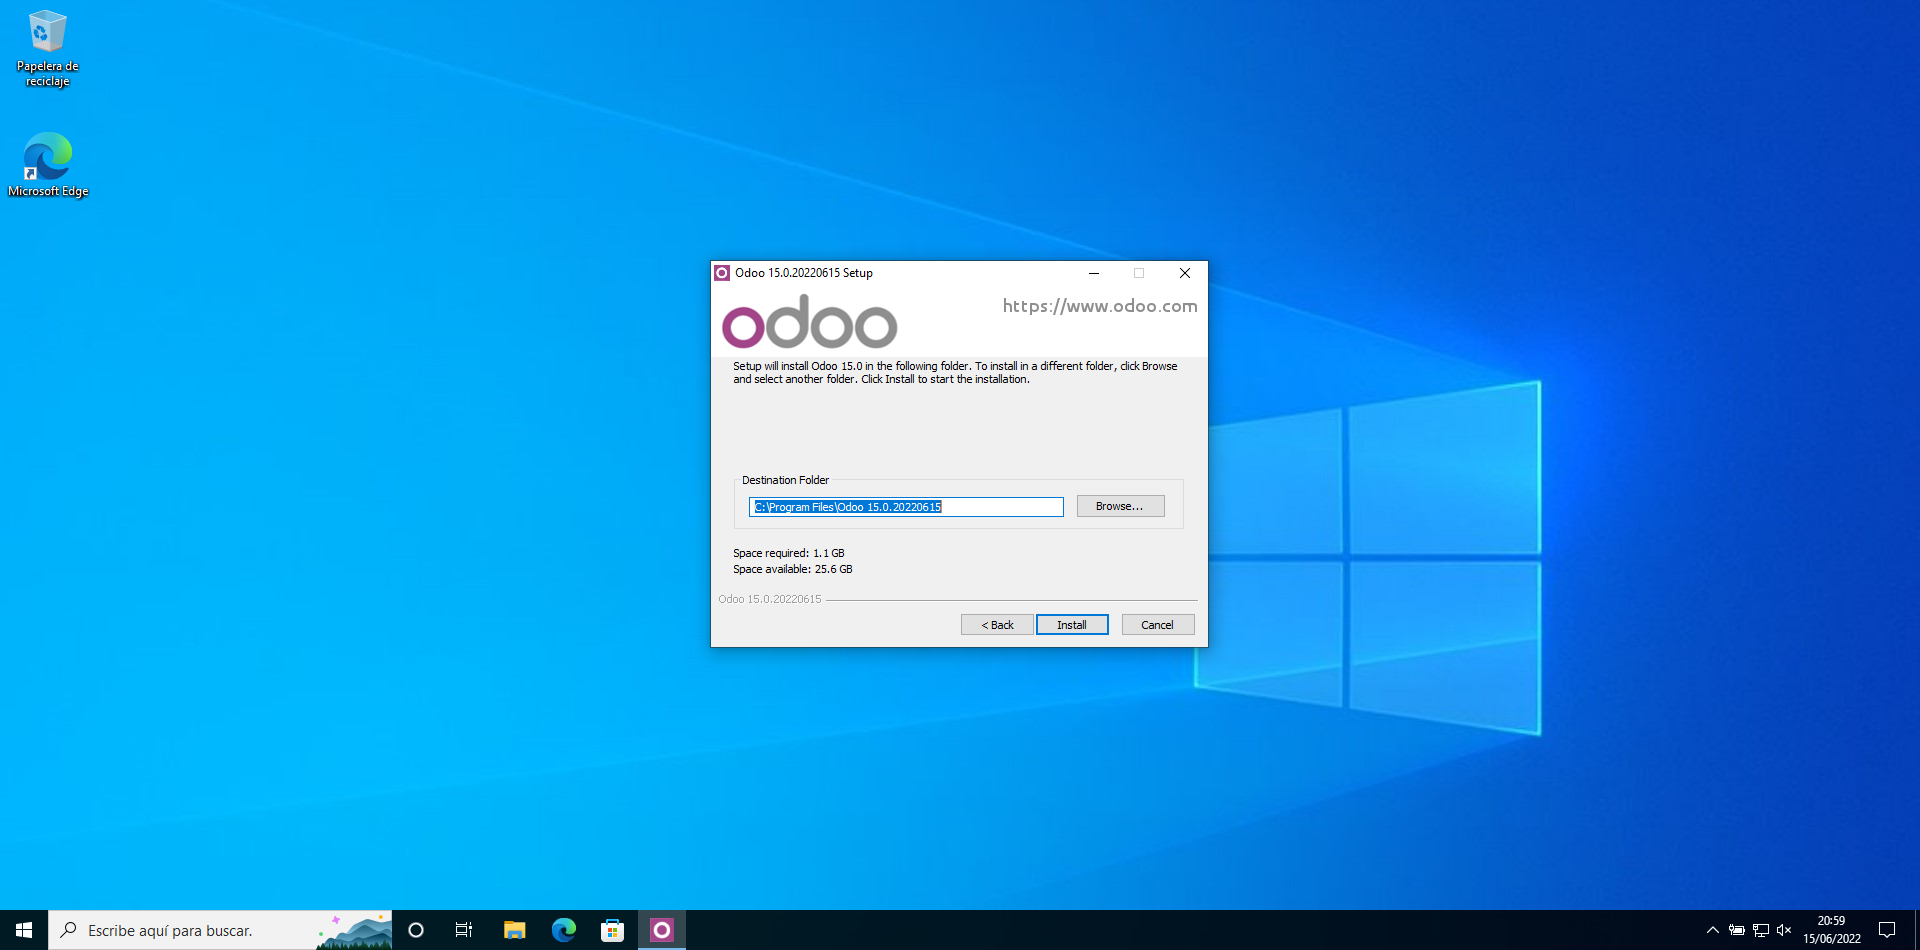 Papelera de
reciclaje
Microsoft Edge
Odoo 15.0.20220615 Setup
odoo
https://www.odoo.com
Setup will install Odoo 15.0 in the following folder. To install in a different folder, click Browse
and select another folder. Click Install to start the installation.
Destination Folder
C:\Program Files\Odoo 15.0.20220615
Browse...
Space required: 1.1 GB
Space available: 25.6 GB
Odoo 15.0.20220615
< Back
Install
Cancel
Escribe aquí para buscar.
20:59
15/06/2022